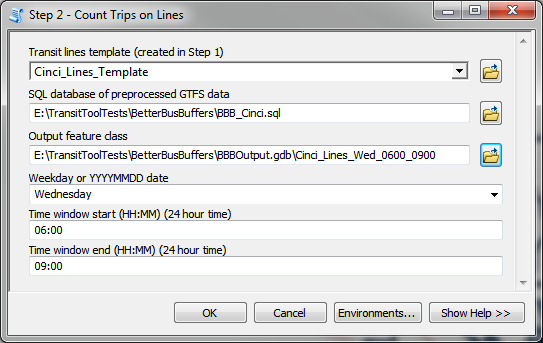 Step 2 - Count Trips on Lines
Transit lines template (created in Step 1)
Cinci_Lines_Template
SQL database of preprocessed GTFS data
E:\TransitToolTests\BetterBusBuffers\BBB_Cinci.sql
Output feature class
E:\TransitToolTests\BetterBusBuffers\BBBOutput.gdb\Cinci_Lines_Wed_0600_0900
Weekday or YYYYMMDD date
Wednesday
Time window start (HH:MM) (24 hour time)
06:00
Time window end (HH:MM) (24 hour time)
09:00
OK Cancel Environments... Show Help >>